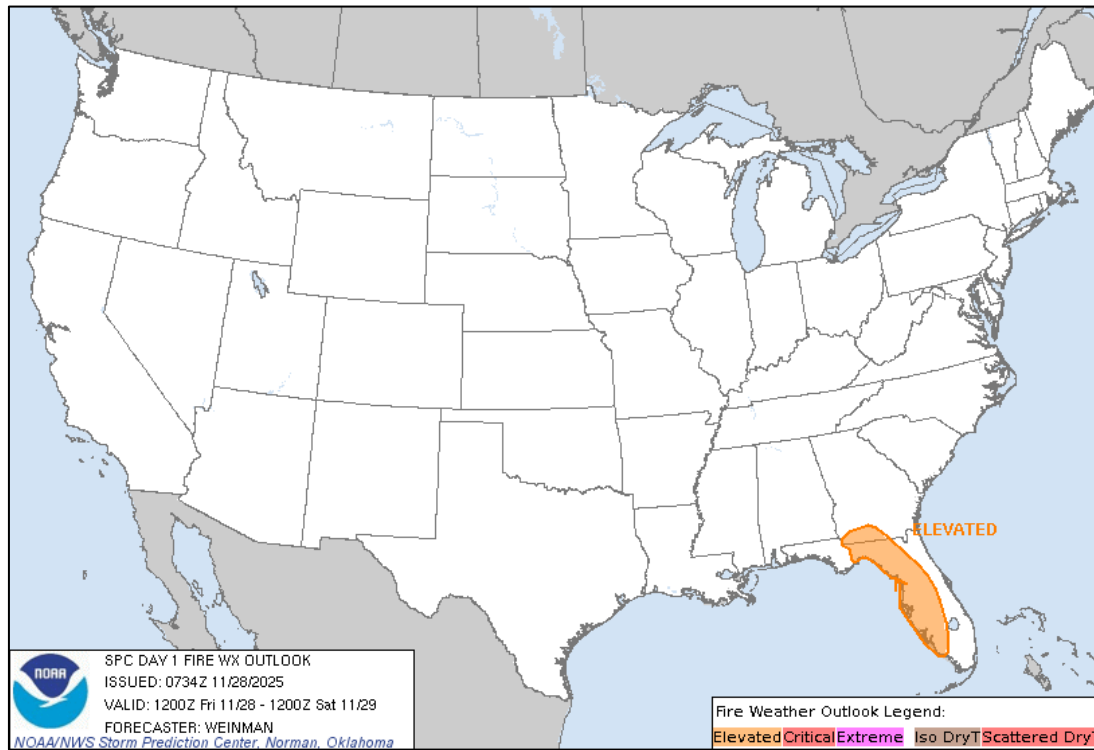 ELEVATED
NOAA
SPC DAY 1 FIRE WX OUTLOOK
ISSUED: 0734Z 11/28/2025
VALID: 1200Z Fri 11/28 - 1200Z Sat 11/29
FORECASTER: WEINMAN
NOAA/NWS Storm Prediction Center, Norman, Oklahoma
Fire Weather Outlook Legend:
Elevated Critical Extreme Iso DryT Scattered DryT